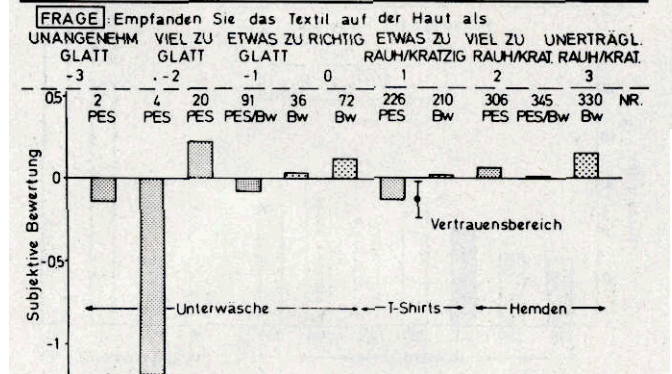 FRAGE: Empfanden Sie das Textil auf der Haut als
UNANGENEHM VIEL ZU ETWAS ZU RICHTIG ETWAS ZU VIEL ZU UNERTRÄGL.
GLATT GLATT GLATT RAUH/KRATZIG RAUH/KRAT. RAUH/KRAT.
-3 -2 -1 0 1 2 3
05 2 4 20 91 36 72 226 210 306 345 330 NR.
PES PES PES PES/Bw Bw Bw PES Bw PES PES/Bw Bw
0
Vertrauensbereich
-05
Unterwäsche T-Shirts Hemden
-1
Subjektive Bewertung